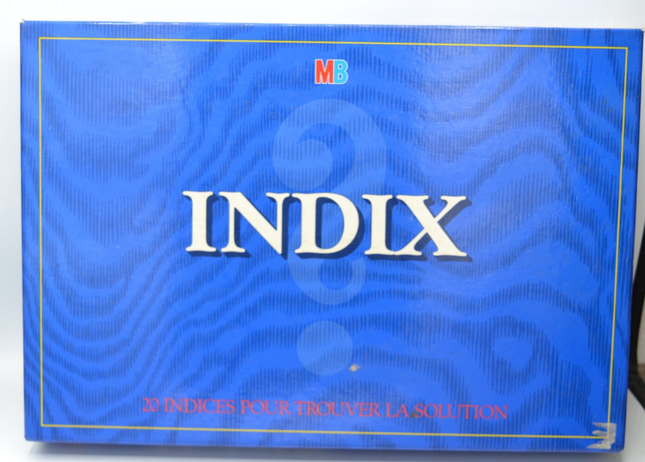 MB
INDIX
20 INDICES POUR TROUVER LA SOLUTION